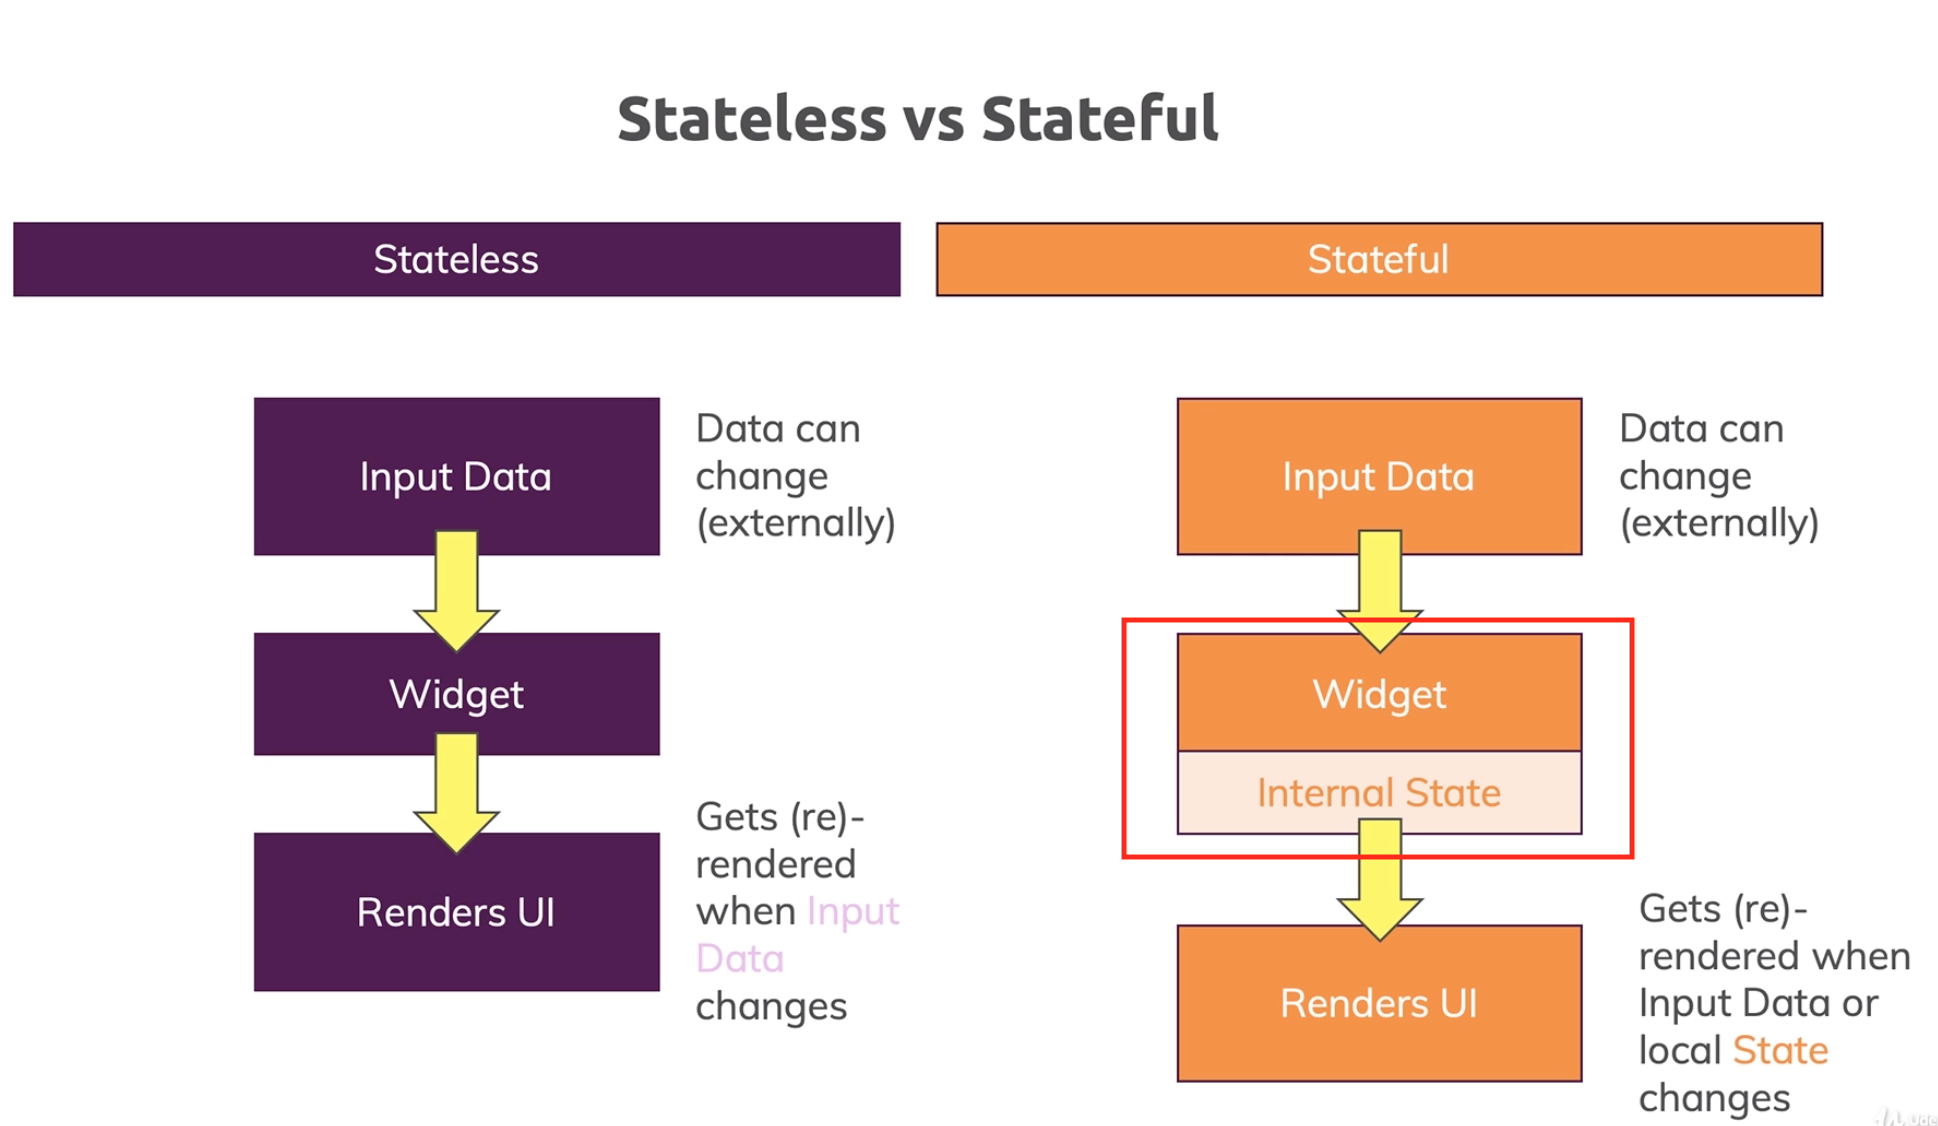 Stateless vs Stateful
Stateless
Stateful
Input Data
Data can
change
(externally)
Widget
Renders UI
Gets (re)-
rendered
when Input
Data
changes
Input Data
Data can
change
(externally)
Widget
Internal State
Renders UI
Gets (re)-
rendered when
Input Data or
local State
changes